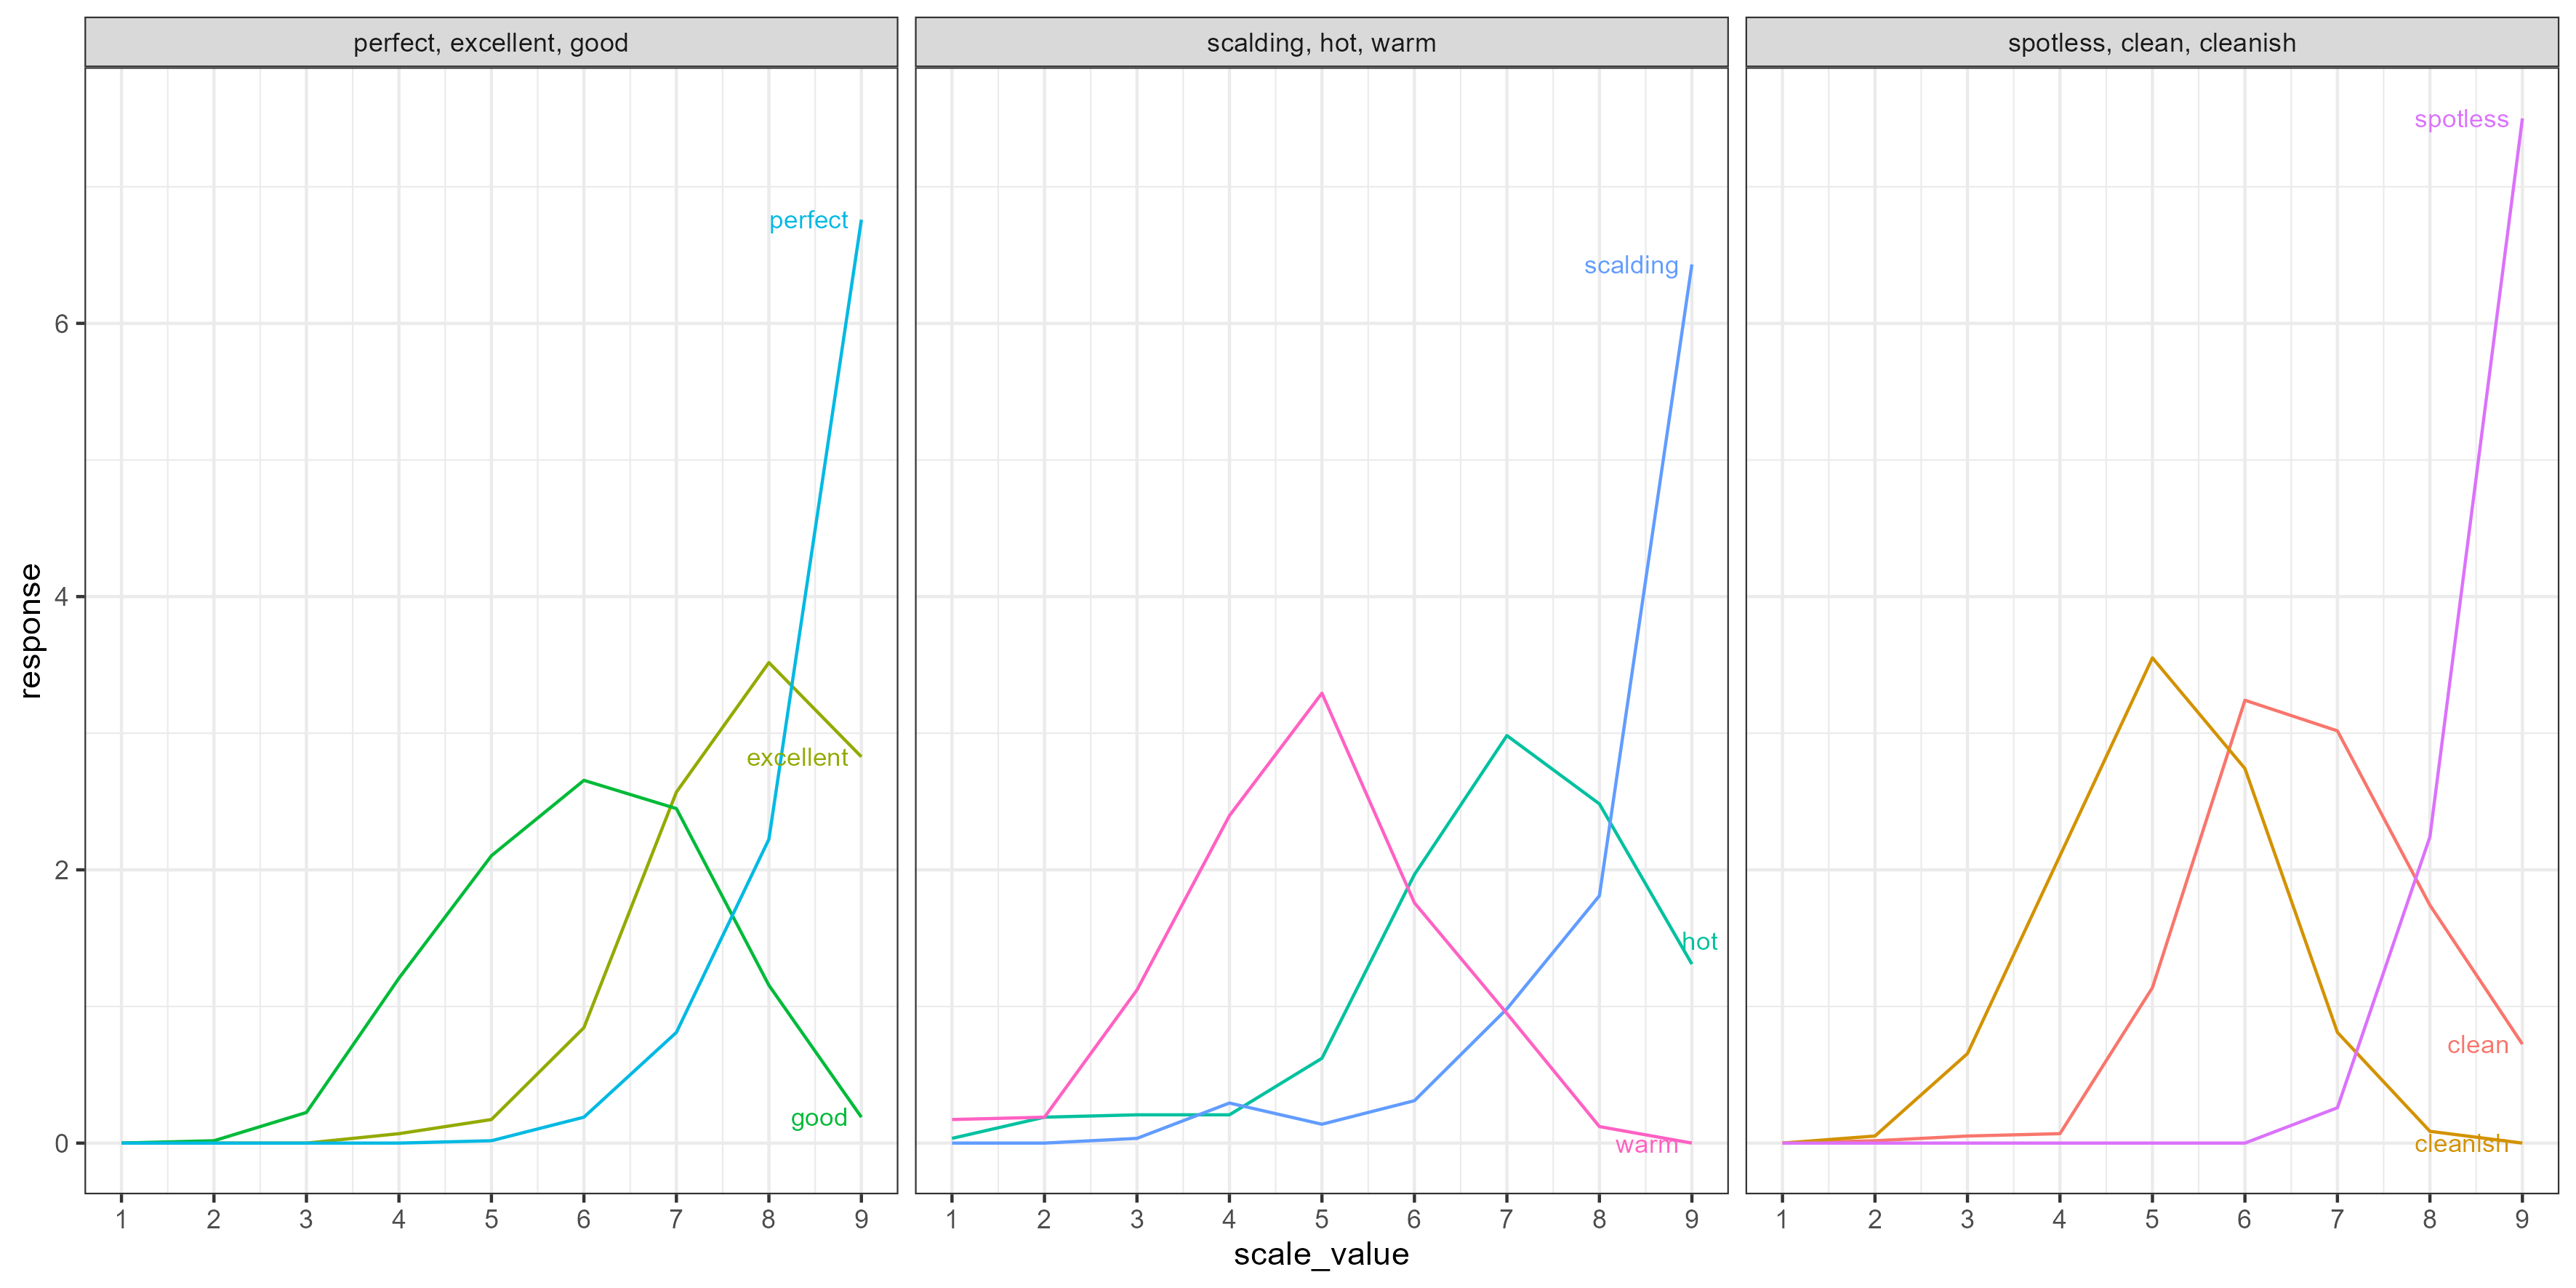 perfect, excellent, good
scalding, hot, warm
spotless, clean, cleanish
spotless
perfect
scalding
6
response
4
excellent
2
hot
clean
good
0
warm
cleanish
1 2 3 4 5 6 7 8 9
1 2 3 4 5 6 7 8 9
1 2 3 4 5 6 7 8 9
scale_value